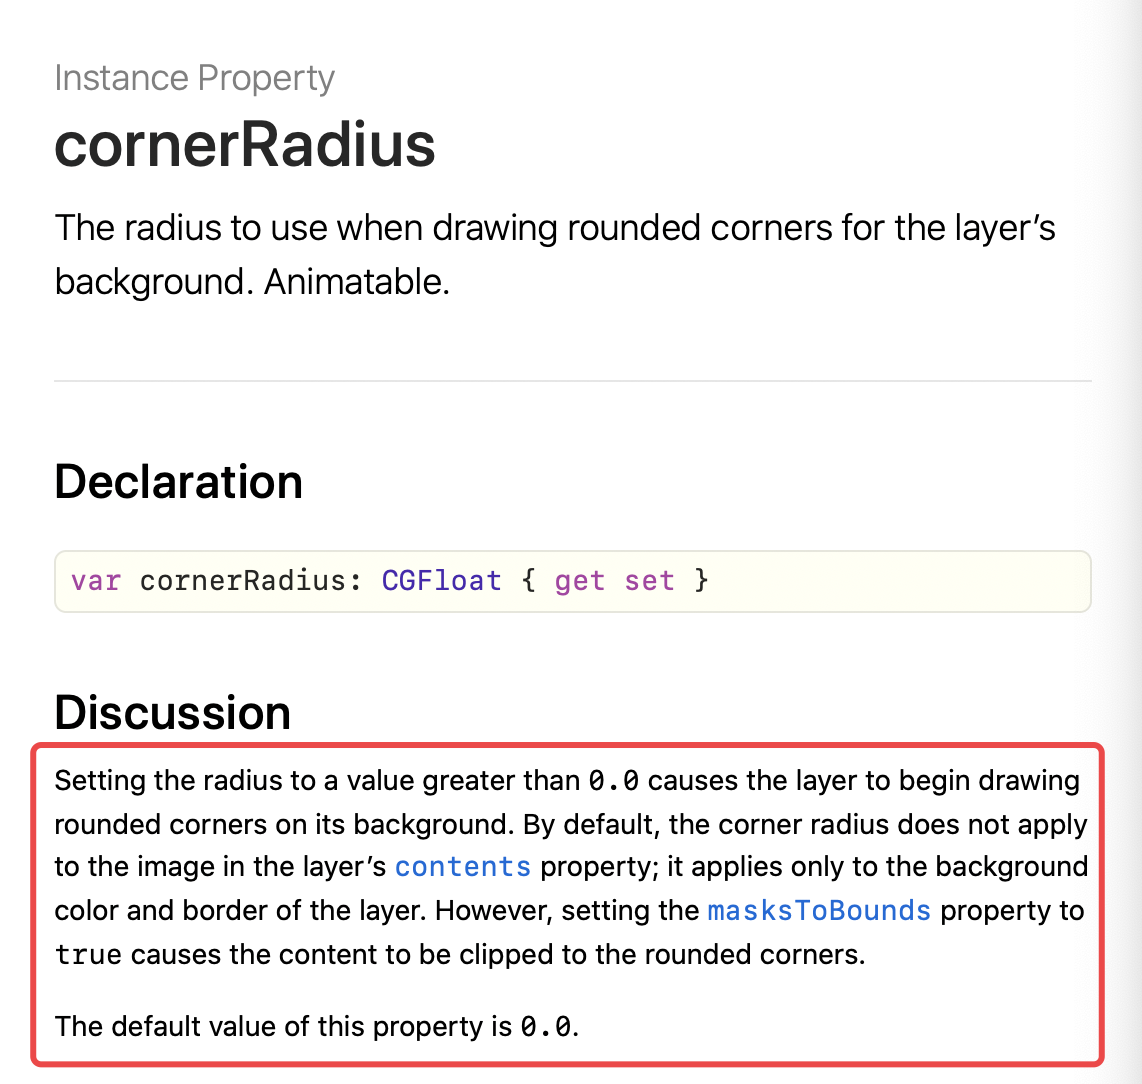 Instance Property
cornerRadius
The radius to use when drawing rounded corners for the layer’s
background. Animatable.
Declaration
var cornerRadius: CGFloat { get set }
Discussion
Setting the radius to a value greater than 0.0 causes the layer to begin drawing
rounded corners on its background. By default, the corner radius does not apply
to the image in the layer’s contents property; it applies only to the background
color and border of the layer. However, setting the masksToBounds property to
true causes the content to be clipped to the rounded corners.
The default value of this property is 0.0.